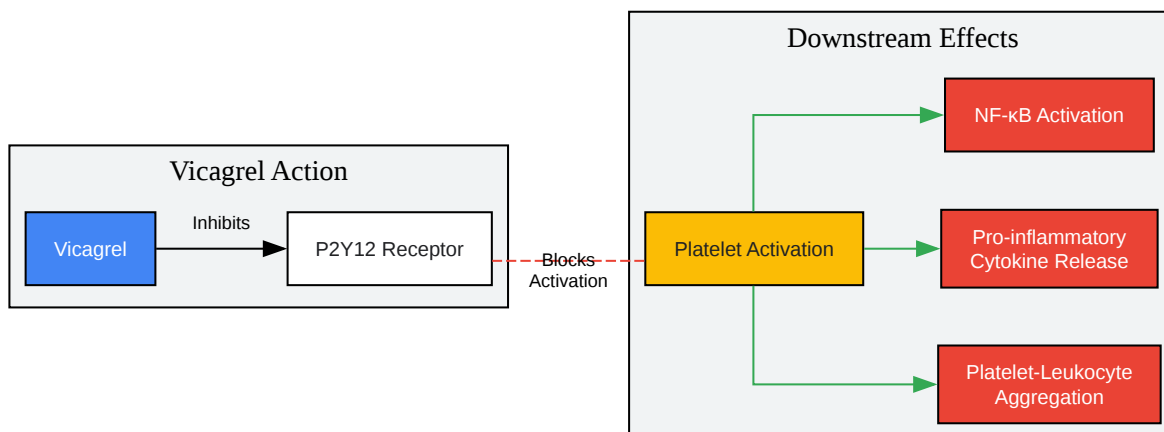 Downstream Effects
NF-κB Activation
Vicagrel Action
Vicagrel
Inhibits
P2Y12 Receptor
Blocks
Activation
Platelet Activation
Pro-inflammatory
Cytokine Release
Platelet-Leukocyte
Aggregation